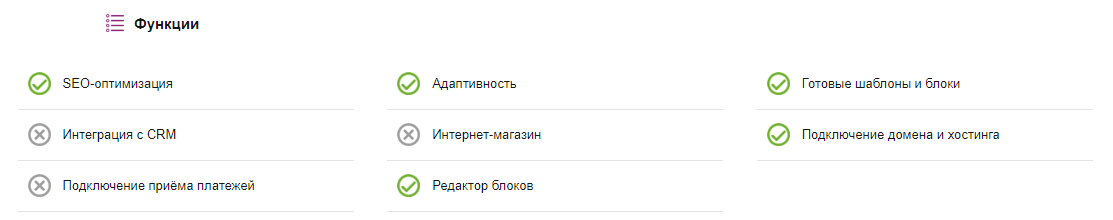 Функции
SEO-оптимизация
Адаптивность
Готовые шаблоны и блоки
Интеграция с CRM
Интернет-магазин
Подключение домена и хостинга
Подключение приёма платежей
Редактор блоков